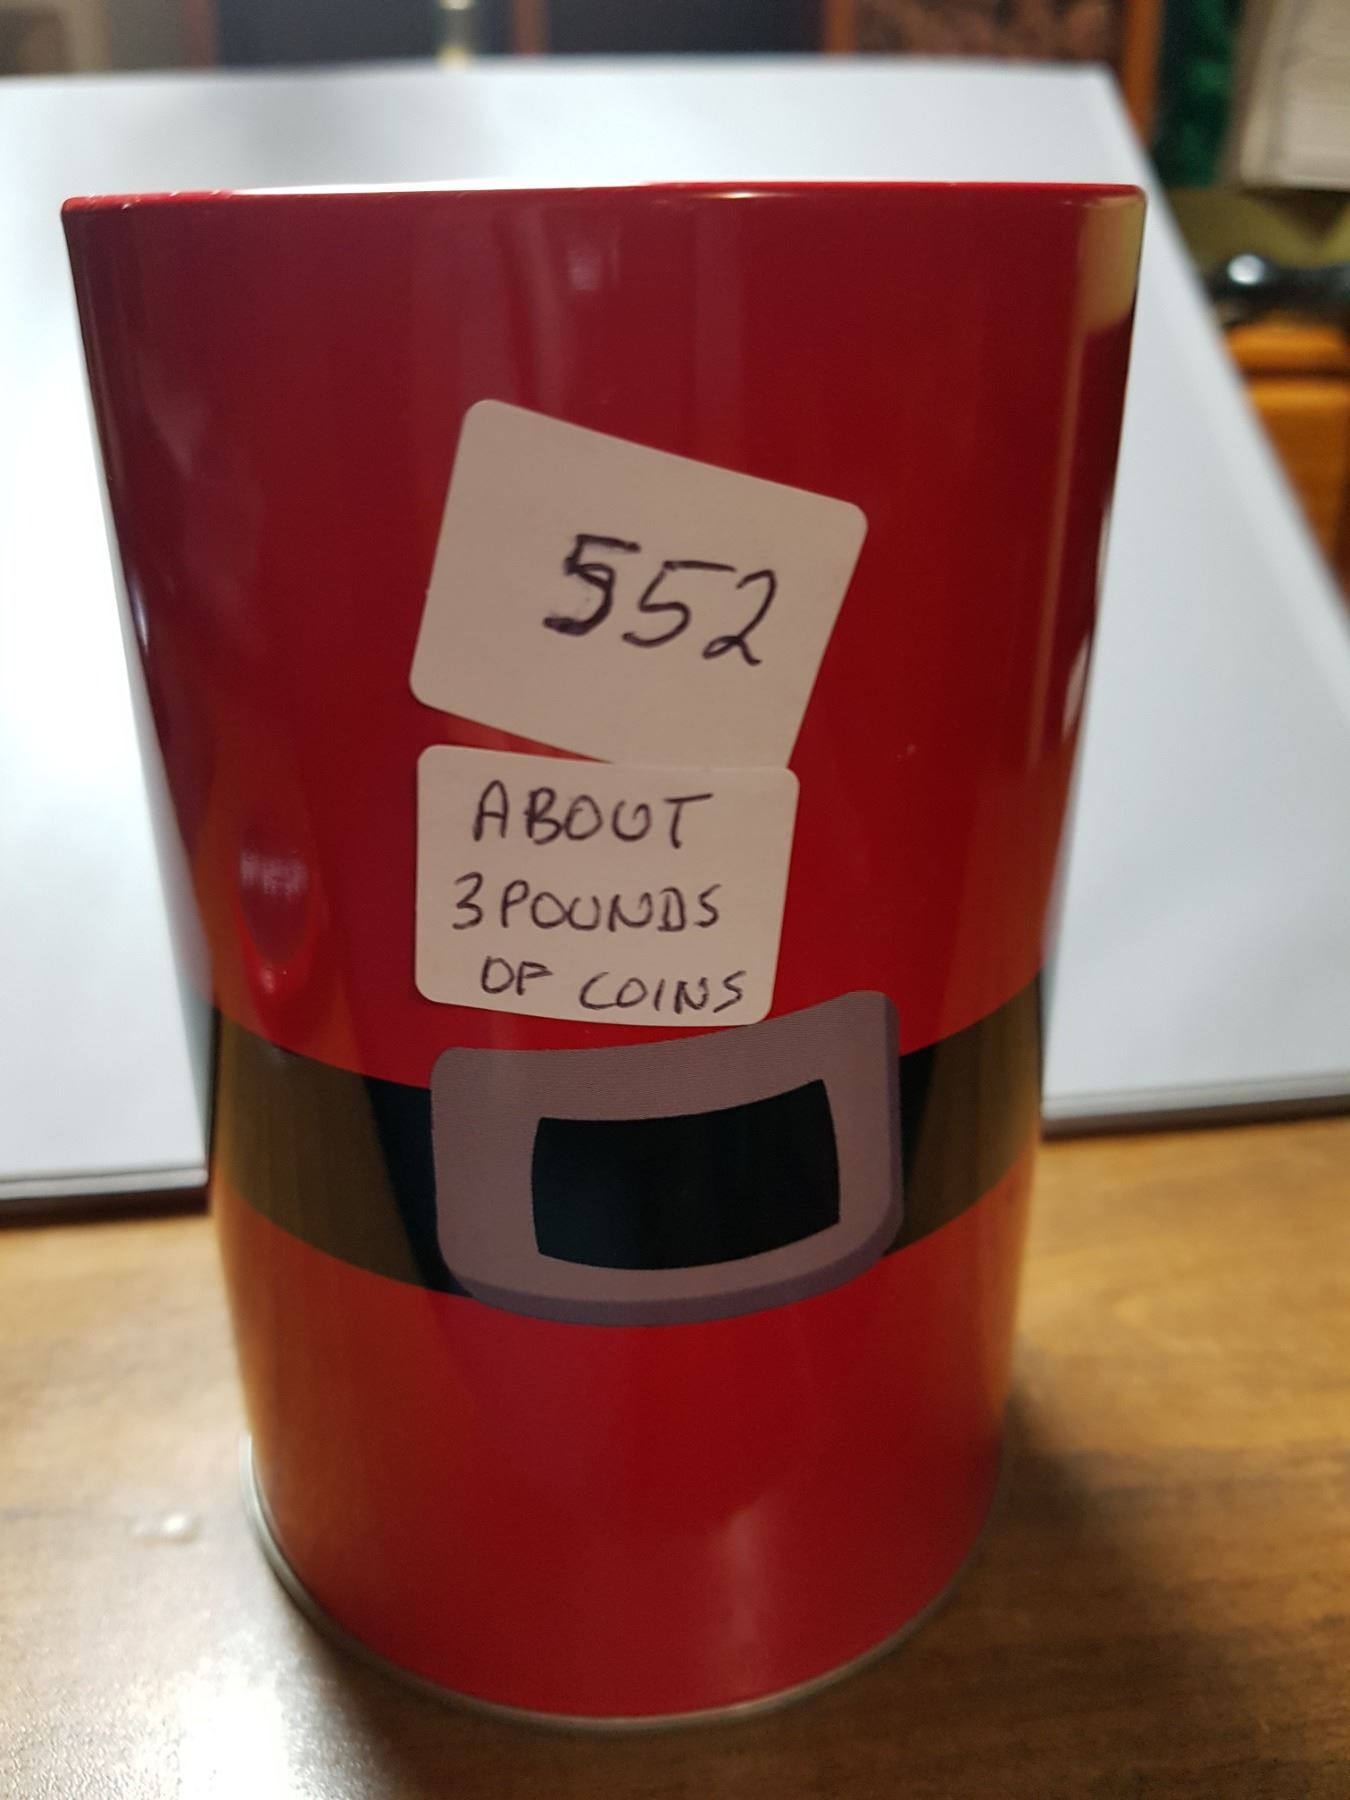 552
ABOUT
3 POUNDS
OF COINS